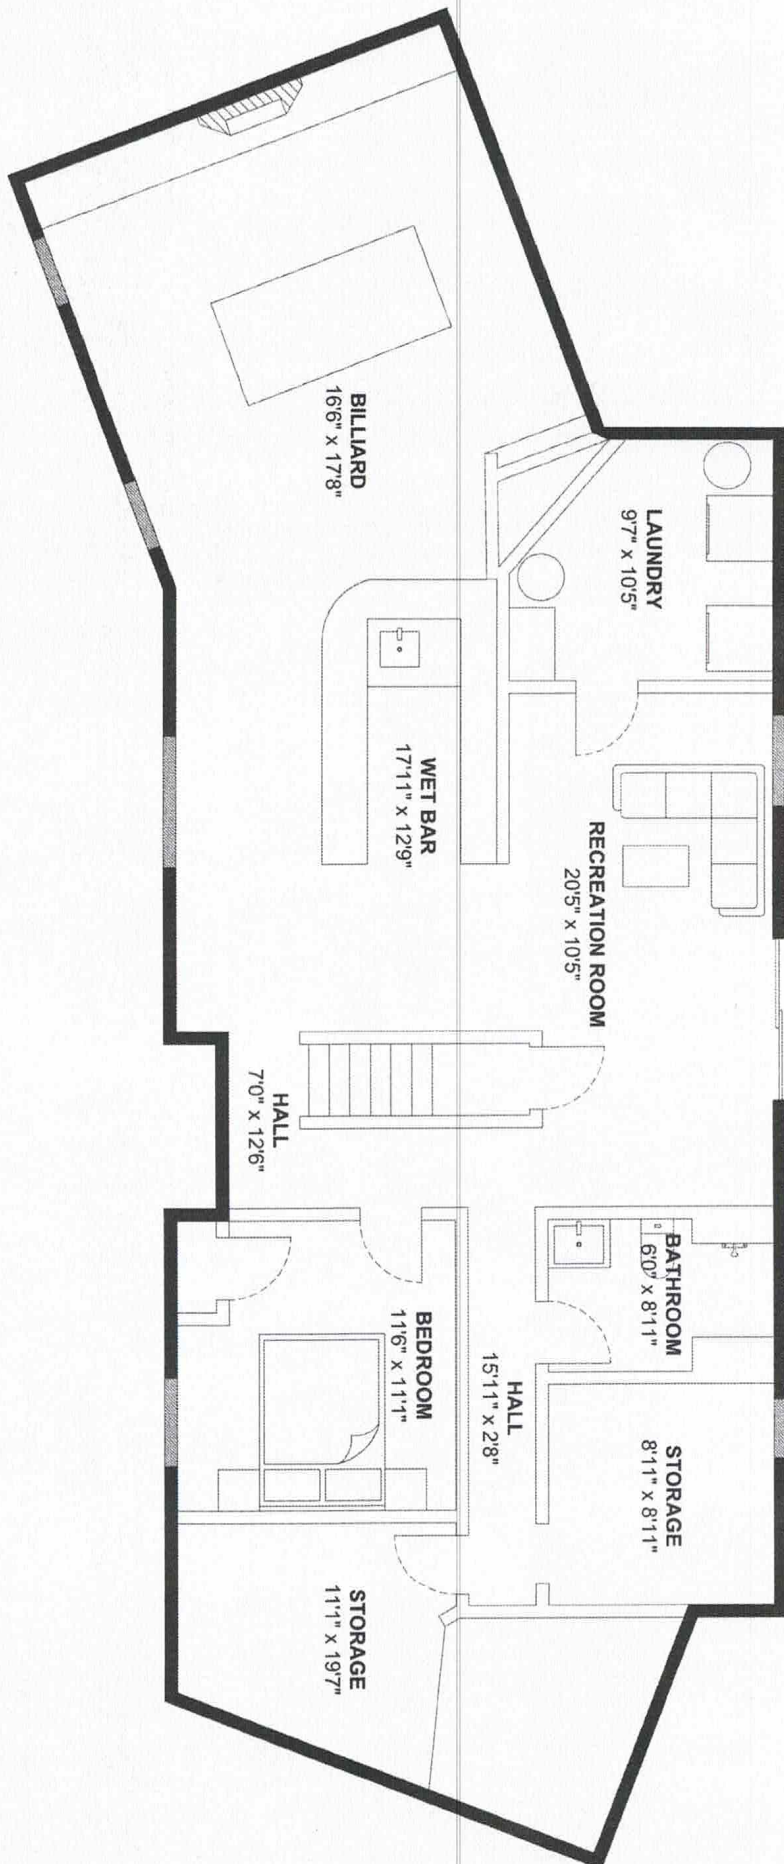 BILLIARD
16'6" x 17'8"
LAUNDRY
9'7" x 10'5"
WET BAR
17'11" x 12'9"
RECREATION ROOM
20'5" x 10'5"
HALL
7'0" x 12'6"
BATHROOM
6'0" x 8'11"
BEDROOM
11'6" x 11'1"
HALL
15'11" x 2'8"
STORAGE
8'11" x 8'11"
STORAGE
11'1" x 19'7"